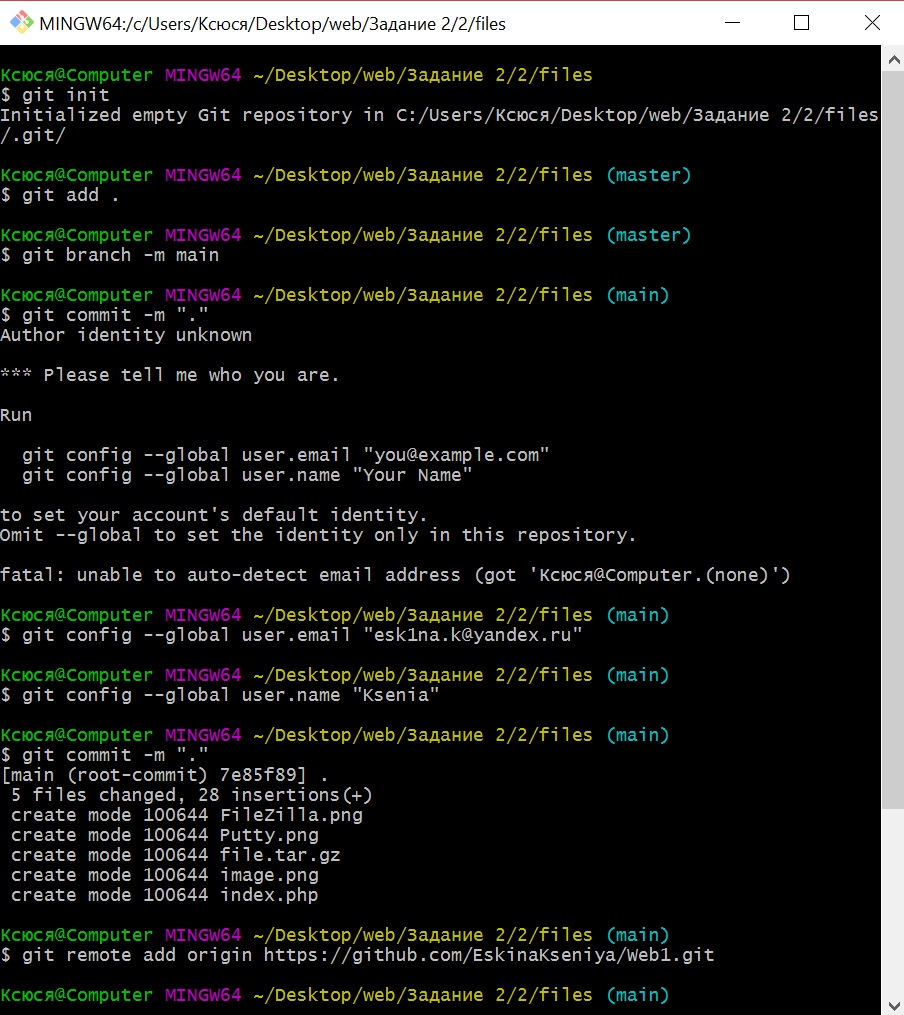 MINGW64:/c/Users/Ксюся/Desktop/web/Задание 2/2/files
Ксюся@Computer MINGW64 ~/Desktop/web/Задание 2/2/files
$ git init
Initialized empty Git repository in C:/Users/Ксюся/Desktop/web/Задание 2/2/files
/.git/
Ксюся@Computer MINGW64 ~/Desktop/web/Задание 2/2/files (master)
$ git add .
Ксюся@Computer MINGW64 ~/Desktop/web/Задание 2/2/files (master)
$ git branch -m main
Ксюся@Computer MINGW64 ~/Desktop/web/Задание 2/2/files (main)
$ git commit -m "."
Author identity unknown
*** Please tell me who you are.
Run
git config --global user.email "you@example.com"
git config --global user.name "Your Name"
to set your account's default identity.
Omit --global to set the identity only in this repository.
fatal: unable to auto-detect email address (got 'Ксюся@Computer.(none)')
Ксюся@Computer MINGW64 ~/Desktop/web/Задание 2/2/files (main)
$ git config --global user.email "esk1na.k@yandex.ru"
Ксюся@Computer MINGW64 ~/Desktop/web/Задание 2/2/files (main)
$ git config --global user.name "Ksenia"
Ксюся@Computer MINGW64 ~/Desktop/web/Задание 2/2/files (main)
$ git commit -m "."
[main (root-commit) 7e85f89] .
5 files changed, 28 insertions(+)
create mode 100644 FileZilla.png
create mode 100644 Putty.png
create mode 100644 file.tar.gz
create mode 100644 image.png
create mode 100644 index.php
Ксюся@Computer MINGW64 ~/Desktop/web/Задание 2/2/files (main)
$ git remote add origin https://github.com/EskinaKseniya/Web1.git
Ксюся@Computer MINGW64 ~/Desktop/web/Задание 2/2/files (main)